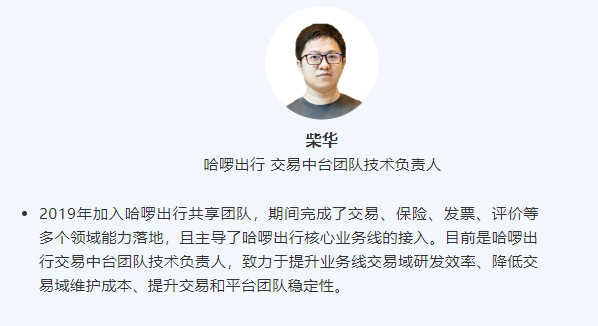 柴华
哈啰出行 交易中台团队技术负责人
2019年加入哈啰出行共享团队，期间完成了交易、保险、发票、评价等
多个领域能力落地，且主导了哈啰出行核心业务线的接入。目前是哈啰出
行交易中台团队技术负责人，致力于提升业务线交易域研发效率、降低交
易域维护成本、提升交易和平台团队稳定性。